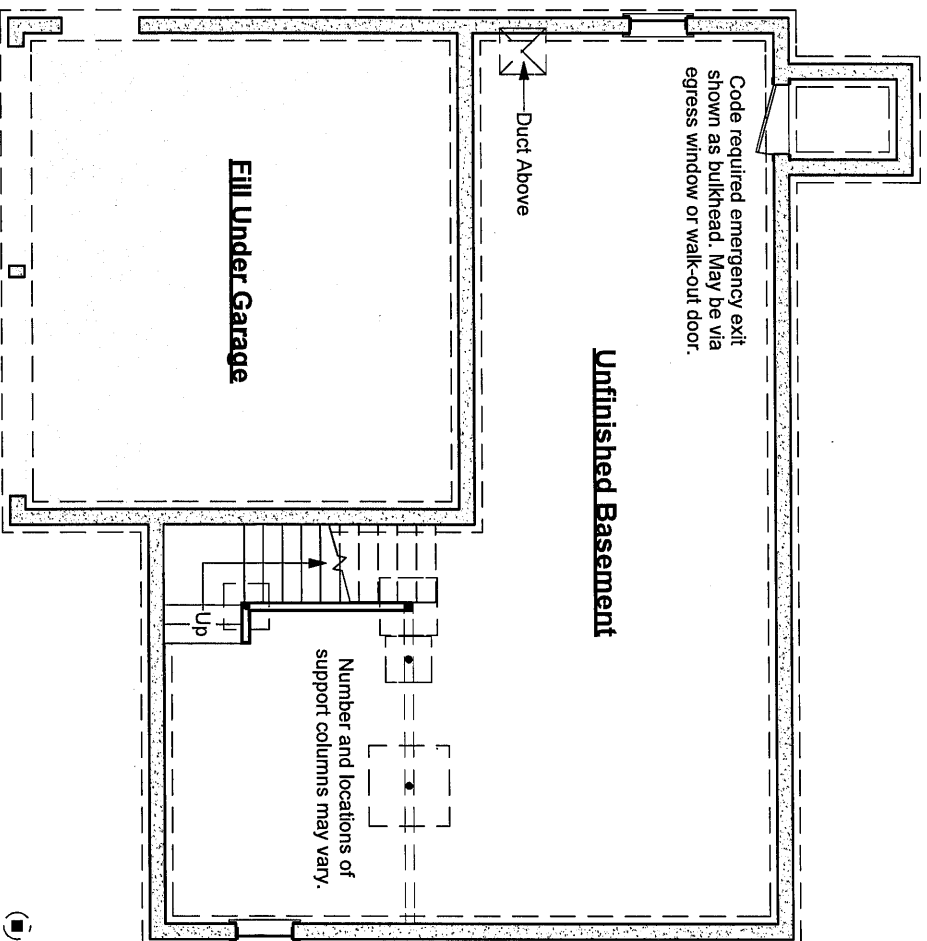 Code required emergency exit
shown as bulkhead. May be via
egress window or walk-out door.
Duct Above
Unfinished Basement
Fill Under Garage
Up
Number and locations of
support columns may vary.